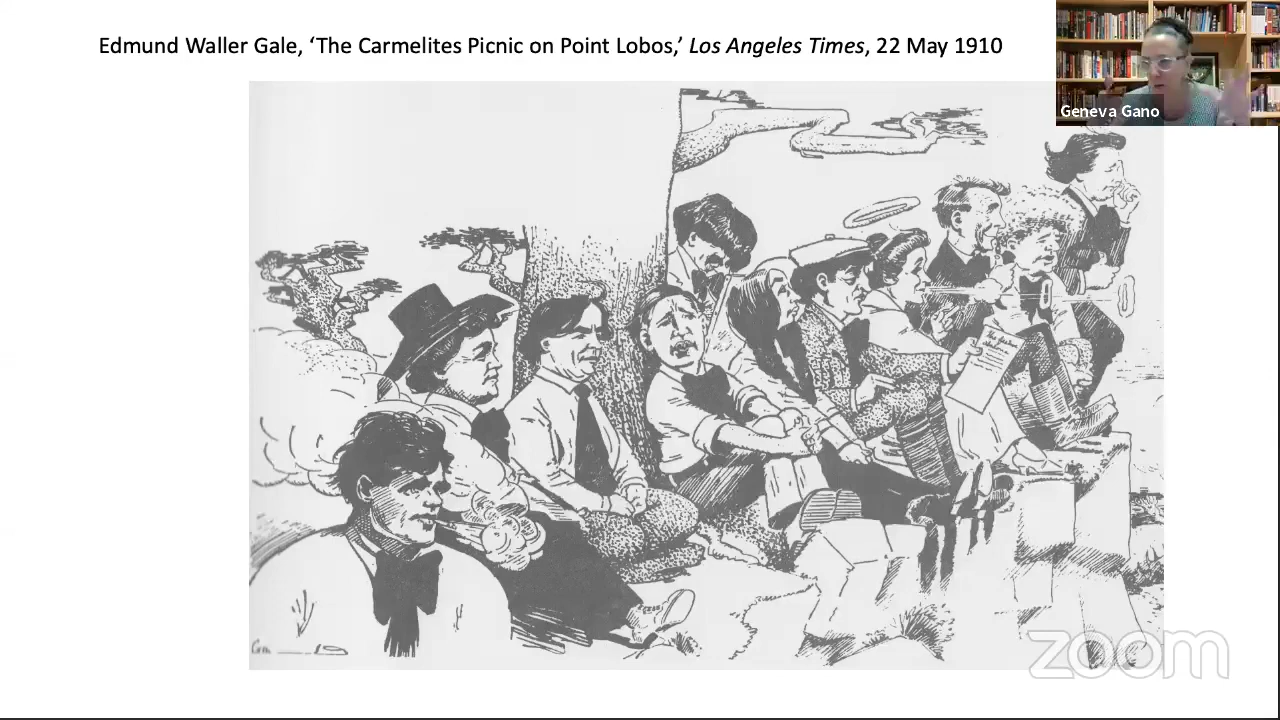 Edmund Waller Gale, ‘The Carmelites Picnic on Point Lobos,’ Los Angeles Times, 22 May 1910
Geneva Gano
zoom